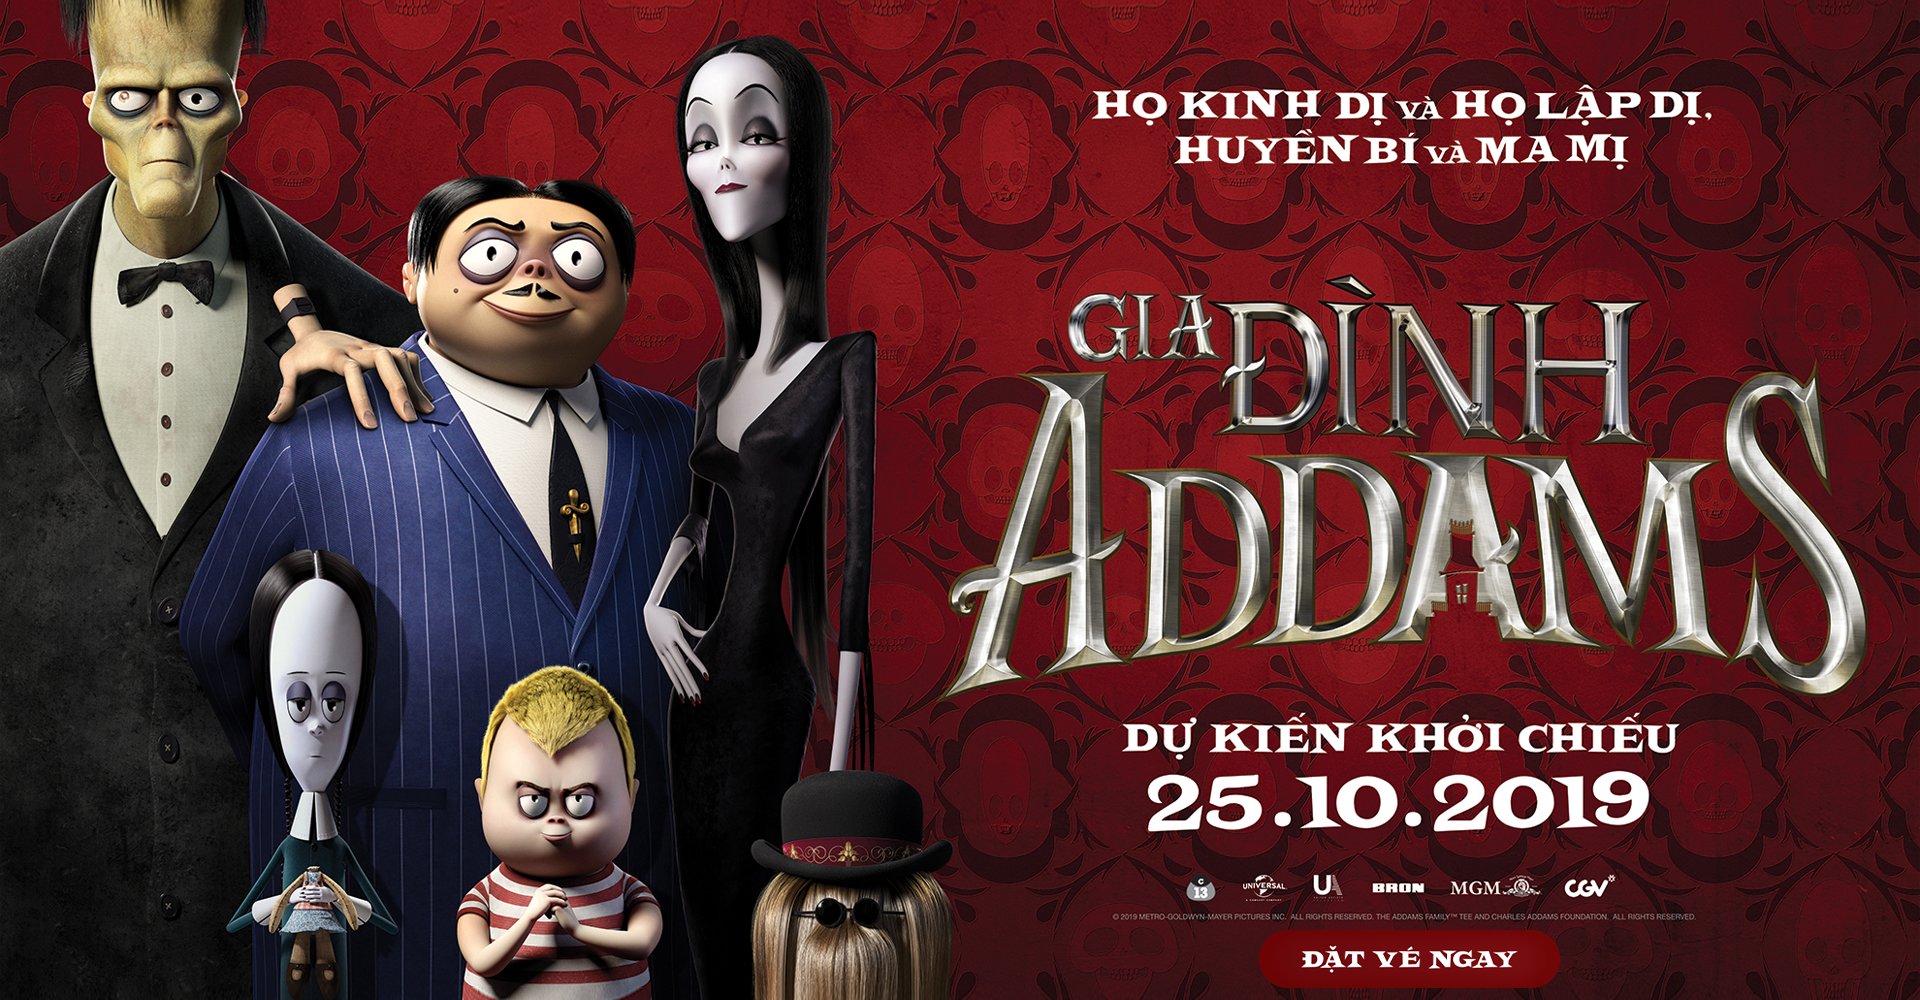 HỌ KINH DỊ VÀ HỌ LẬP DỊ,
HUYỀN BÍ VÀ MA MỊ
GIA ĐÌNH
ADDAMS
DỰ KIẾN KHỞI CHIẾU
25.10.2019
C 13 UNIVERSAL UA BRON MGM CGV
© 2019 METRO-GOLDWYN-MAYER PICTURES INC. ALL RIGHTS RESERVED. THE ADDAMS FAMILY™ TEE AND CHARLES ADDAMS FOUNDATION. ALL RIGHTS RESERVED.
ĐẶT VÉ NGAY